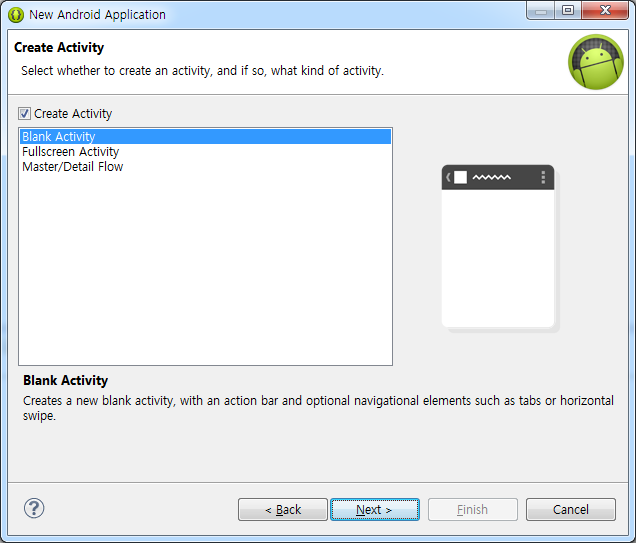 New Android Application
Create Activity
Select whether to create an activity, and if so, what kind of activity.
Create Activity
Blank Activity
Fullscreen Activity
Master/Detail Flow
Blank Activity
Creates a new blank activity, with an action bar and optional navigational elements such as tabs or horizontal
swipe.
?
< Back
Next >
Finish
Cancel